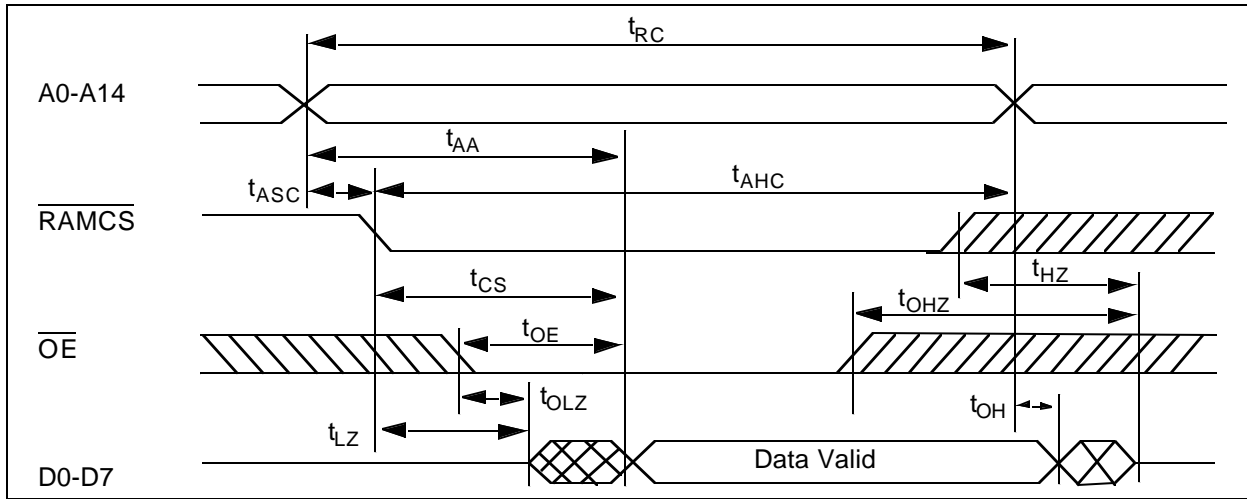 tRC
A0-A14
tAA
tASC
tAHC
RAMCS
tCS
tHZ
tOHZ
OE
tOE
tOLZ
tOH
tLZ
Data Valid
D0-D7